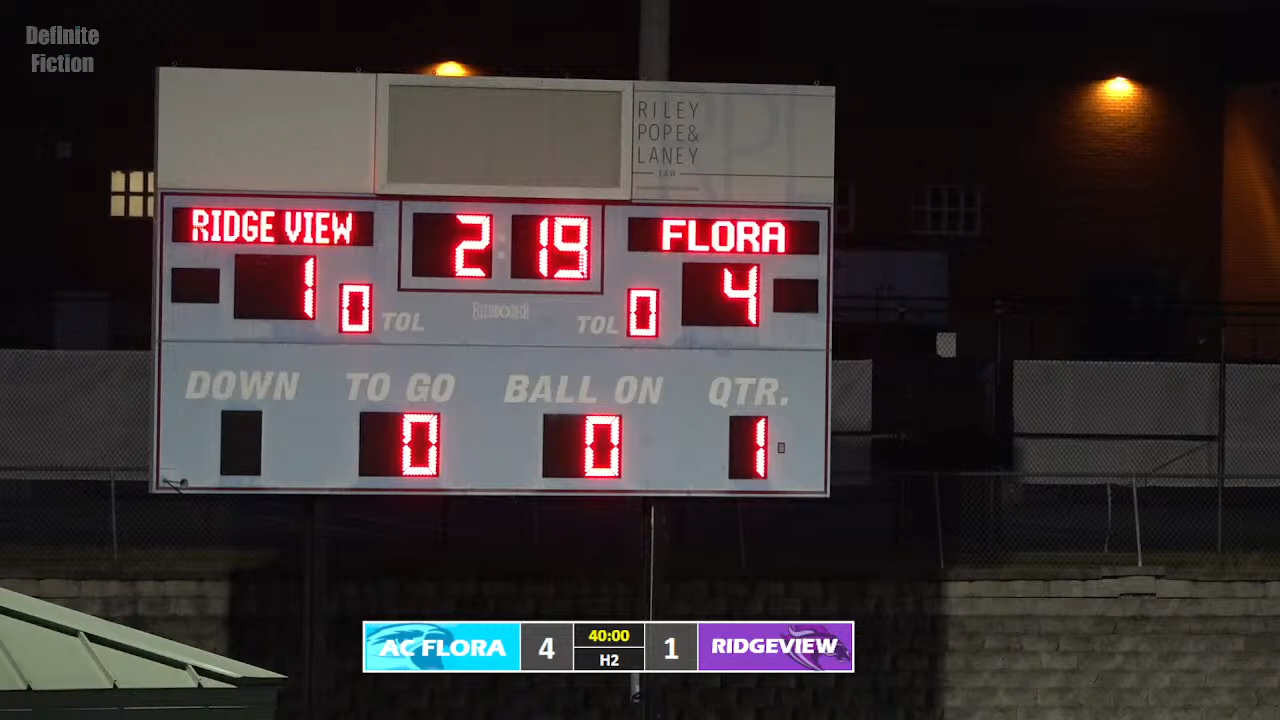 Definite
Fiction
RILEY
POPE&
LANEY
LAW
RIDGE VIEW
2 19
FLORA
1
0 TOL
TOL 0
4
DOWN TO GO BALL ON QTR.
0 0 1
AC FLORA 4 40:00 1 RIDGEVIEW
H2